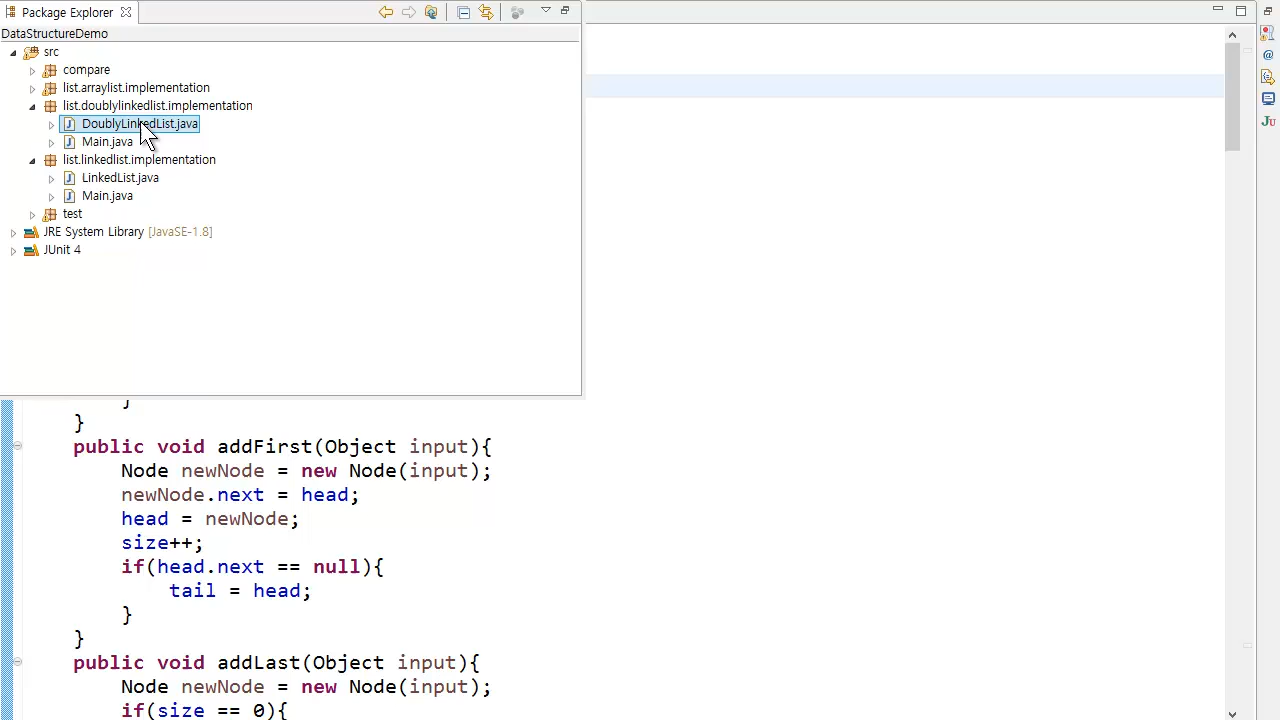 Package Explorer
DataStructureDemo
src
compare
list.arraylist.implementation
list.doublylinkedlist.implementation
DoublyLinkedList.java
Main.java
list.linkedlist.implementation
LinkedList.java
Main.java
test
JRE System Library [JavaSE-1.8]
JUnit 4
}
}
public void addFirst(Object input){
Node newNode = new Node(input);
newNode.next = head;
head = newNode;
size++;
if(head.next == null){
tail = head;
}
}
public void addLast(Object input){
Node newNode = new Node(input);
if(size == 0){